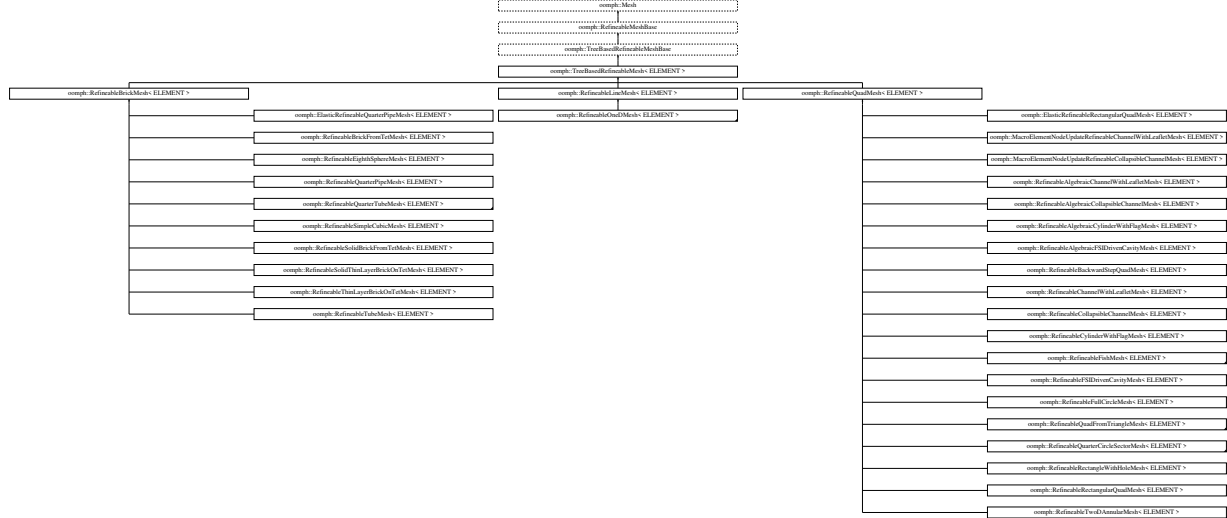 oomph::Mesh
oomph::RefineableMeshBase
oomph::TreeBasedRefineableMeshBase
oomph::TreeBasedRefineableMesh< ELEMENT >
oomph::RefineableBrickMesh< ELEMENT >
oomph::RefineableLineMesh< ELEMENT >
oomph::RefineableQuadMesh< ELEMENT >
oomph::ElasticRefineableQuarterPipeMesh< ELEMENT >
oomph::RefineableBrickFromTetMesh< ELEMENT >
oomph::RefineableEighthSphereMesh< ELEMENT >
oomph::RefineableQuarterPipeMesh< ELEMENT >
oomph::RefineableQuarterTubeMesh< ELEMENT >
oomph::RefineableSimpleCubicMesh< ELEMENT >
oomph::RefineableSolidBrickFromTetMesh< ELEMENT >
oomph::RefineableSolidThinLayerBrickOnTetMesh< ELEMENT >
oomph::RefineableThinLayerBrickOnTetMesh< ELEMENT >
oomph::RefineableTubeMesh< ELEMENT >
oomph::RefineableOneDMesh< ELEMENT >
oomph::ElasticRefineableRectangularQuadMesh< ELEMENT >
oomph::MacroElementNodeUpdateRefineableChannelWithLeafletMesh< ELEMENT >
oomph::MacroElementNodeUpdateRefineableCollapsibleChannelMesh< ELEMENT >
oomph::RefineableAlgebraicChannelWithLeafletMesh< ELEMENT >
oomph::RefineableAlgebraicCollapsibleChannelMesh< ELEMENT >
oomph::RefineableAlgebraicCylinderWithFlagMesh< ELEMENT >
oomph::RefineableAlgebraicFSIDrivenCavityMesh< ELEMENT >
oomph::RefineableBackwardStepQuadMesh< ELEMENT >
oomph::RefineableChannelWithLeafletMesh< ELEMENT >
oomph::RefineableCollapsibleChannelMesh< ELEMENT >
oomph::RefineableCylinderWithFlagMesh< ELEMENT >
oomph::RefineableFishMesh< ELEMENT >
oomph::RefineableFSIDrivenCavityMesh< ELEMENT >
oomph::RefineableFullCircleMesh< ELEMENT >
oomph::RefineableQuadFromTriangleMesh< ELEMENT >
oomph::RefineableQuarterCircleSectorMesh< ELEMENT >
oomph::RefineableRectangleWithHoleMesh< ELEMENT >
oomph::RefineableRectangularQuadMesh< ELEMENT >
oomph::RefineableTwoDAnnularMesh< ELEMENT >